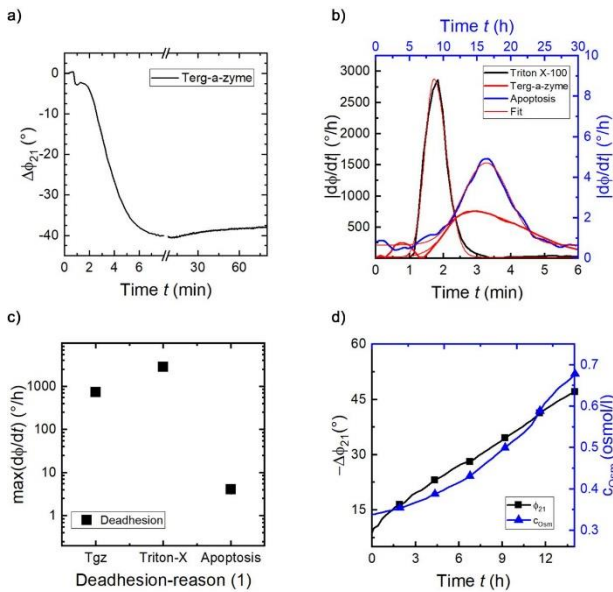 a)
0
-10
-20
-30
-40
Δϕ21(°)
Terg-a-zyme
0 2 4 6 8 30 60
Time t (min)
b)
Time t (h)
0 5 10 15 20 25 30
3000
2500
2000
1500
1000
500
|dϕ/dt| (°/h)
Triton X-100
Terg-a-zyme
Apoptosis
Fit
10
8
6
4
2
0
|dϕ/dt| (°/h)
0 1 2 3 4 5 6
Time t (min)
c)
1000
100
10
1
max(dϕ/dt) (°/h)
Deadhesion
Tgz Triton-X Apoptosis
Deadhesion-reason (1)
d)
60
45
30
15
−Δϕ21(°)
0.7
0.6
0.5
0.4
0.3
cOsm (osmol/l)
ϕ21
cOsm
0 3 6 9 12
Time t (h)